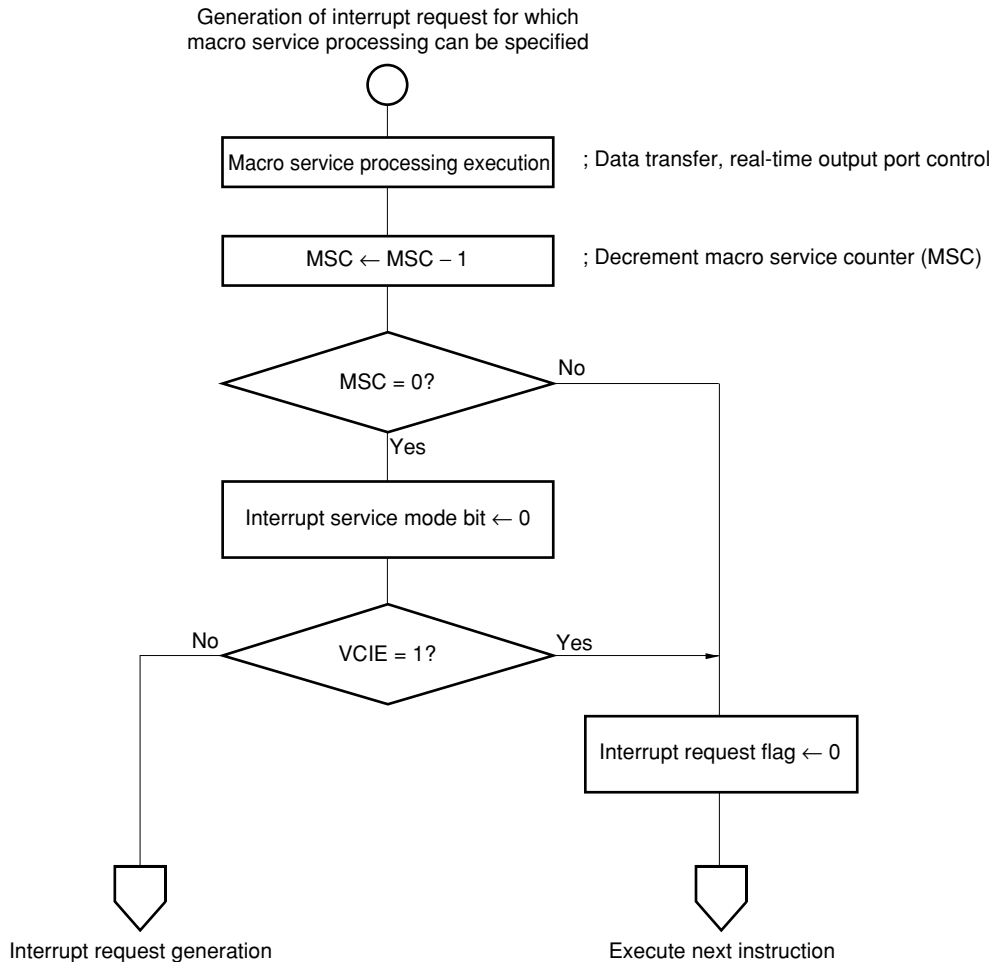 Generation of interrupt request for which
macro service processing can be specified
Macro service processing execution
; Data transfer, real-time output port control
MSC ← MSC – 1
; Decrement macro service counter (MSC)
MSC = 0?
No
Yes
Interrupt service mode bit ← 0
No
VCIE = 1?
Yes
Interrupt request flag ← 0
Interrupt request generation
Execute next instruction